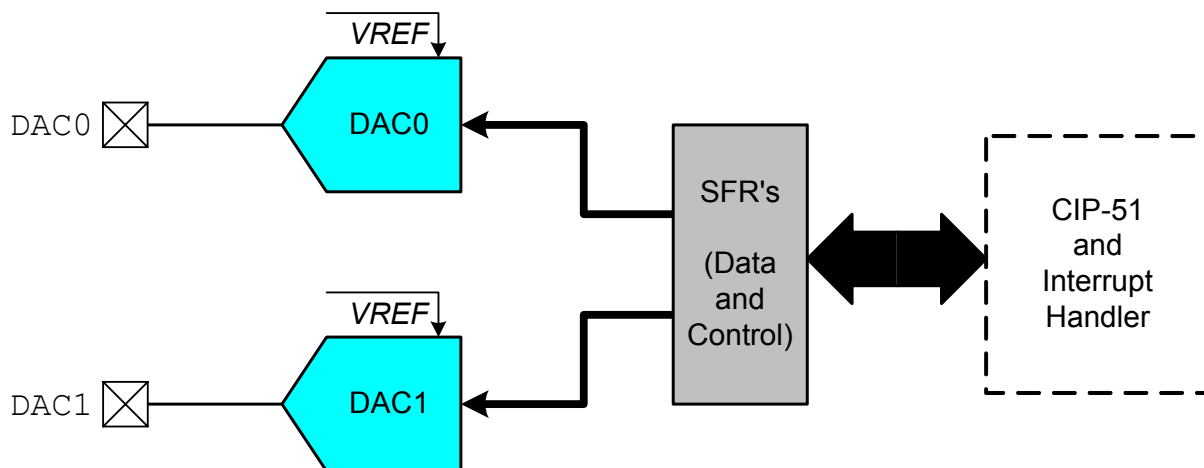 VREF
DAC0
DAC0
SFR's
(Data
and
Control)
CIP-51
and
Interrupt
Handler
VREF
DAC1
DAC1